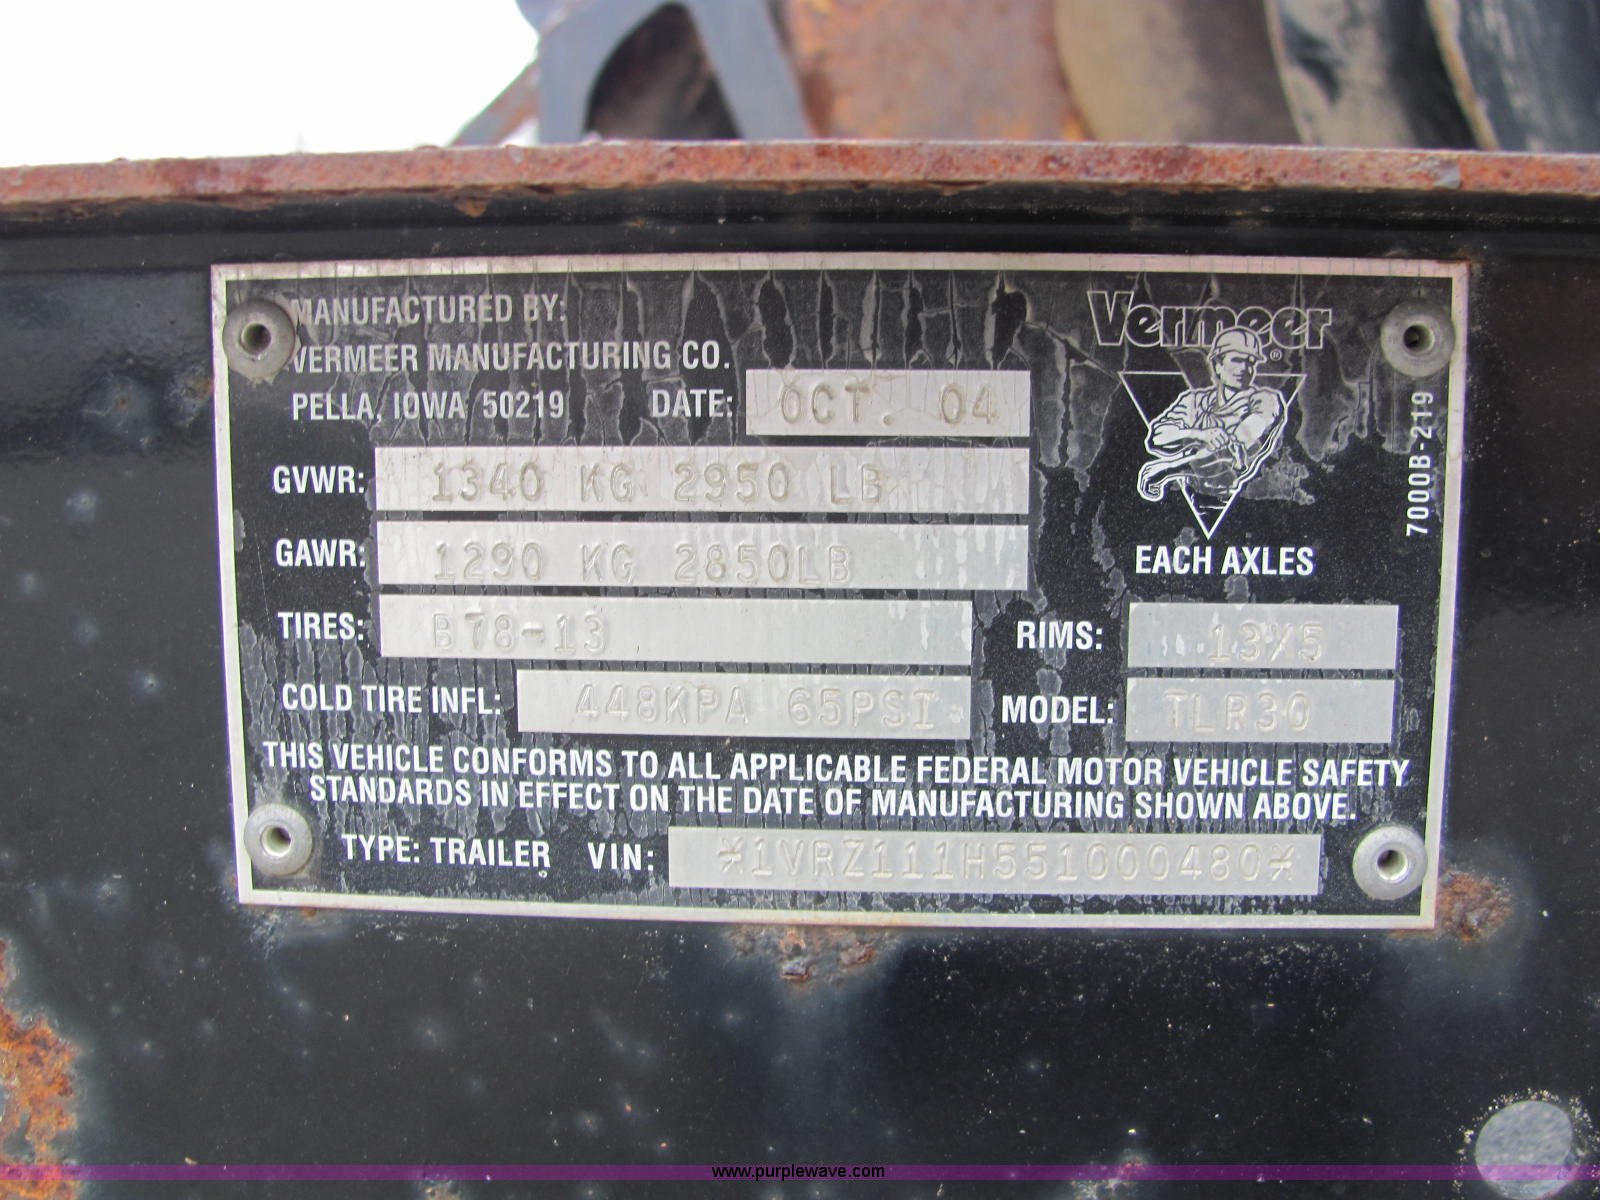 MANUFACTURED BY:
VERMEER MANUFACTURING CO.
PELLA, IOWA 50219 DATE: OCT. 04
Vermeer®
GVWR: 1340 KG 2950 LB
GAWR: 1290 KG 2850LB
EACH AXLES
7000B-219
TIRES: B78-13 RIMS: 13X5
COLD TIRE INFL: 448KPA 65PSI MODEL: TLR30
THIS VEHICLE CONFORMS TO ALL APPLICABLE FEDERAL MOTOR VEHICLE SAFETY
STANDARDS IN EFFECT ON THE DATE OF MANUFACTURING SHOWN ABOVE.
TYPE: TRAILER VIN: *1VRZ111H551000480*
www.purplewave.com